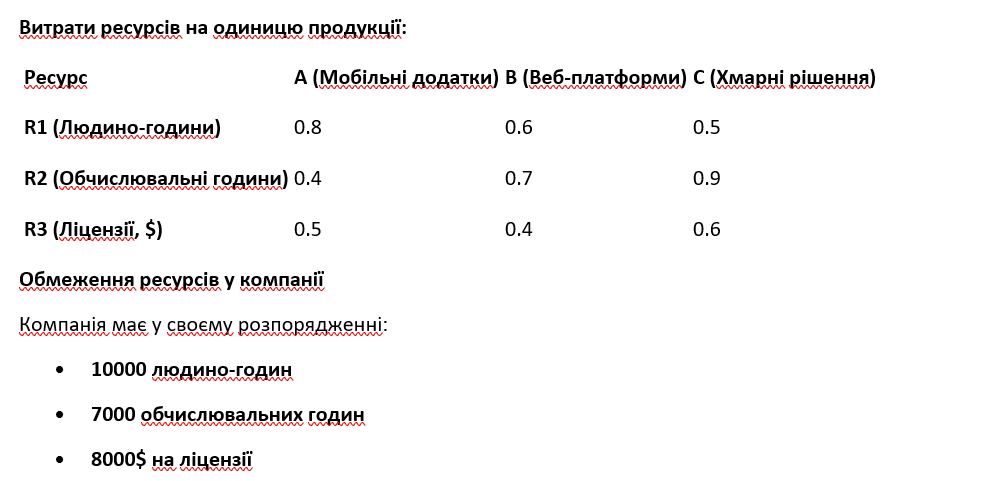 Витрати ресурсів на одиницю продукції:
Ресурс A (Мобільні додатки) B (Веб-платформи) C (Хмарні рішення)
R1 (Людино-години) 0.8 0.6 0.5
R2 (Обчислювальні години) 0.4 0.7 0.9
R3 (Ліцензії, $) 0.5 0.4 0.6
Обмеження ресурсів у компанії
Компанія має у своєму розпорядженні:
• 10000 людино-годин
• 7000 обчислювальних годин
• 8000$ на ліцензії